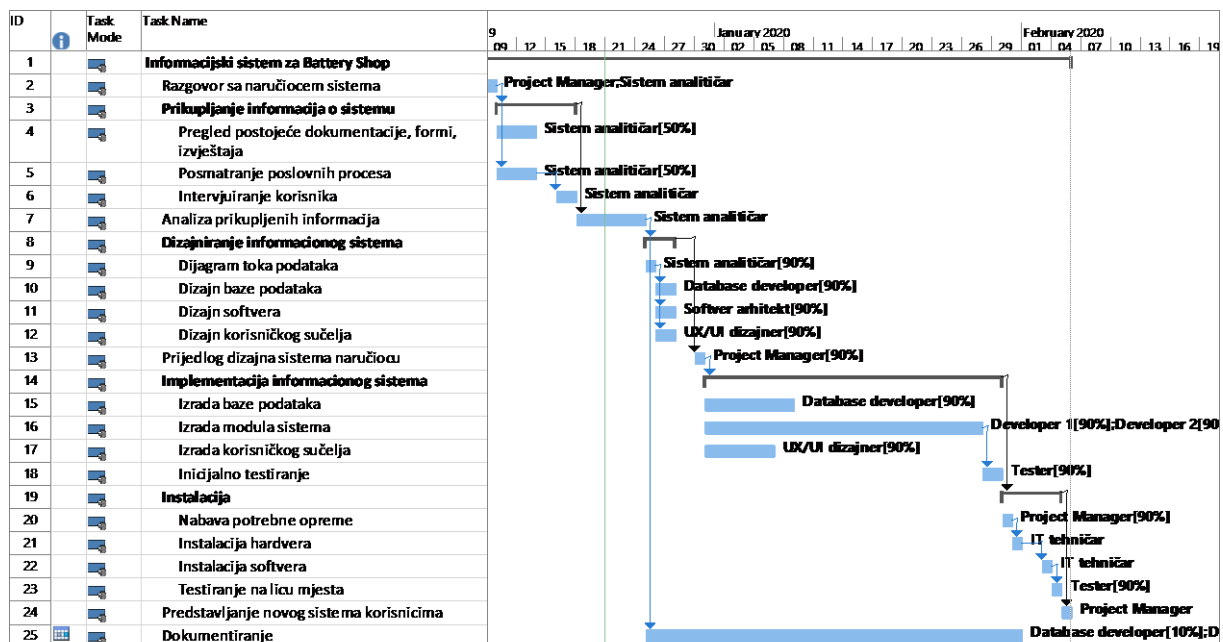 ID Task Mode Task Name 9 January 2020 February 2020
09 12 15 18 21 24 27 30 02 05 08 11 14 17 20 23 26 29 01 04 07 10 13 16 19
1 Informacijski sistem za Battery Shop
2 Razgovor sa naručiocem sistema Project Manager;Sistem analitičar
3 Prikupljanje informacija o sistemu
4 Pregled postojeće dokumentacije, formi, izvještaja Sistem analitičar[50%]
5 Posmatranje poslovnih procesa Sistem analitičar[50%]
6 Intervjuiranje korisnika Sistem analitičar
7 Analiza prikupljenih informacija Sistem analitičar
8 Dizajniranje informacionog sistema
9 Dijagram toka podataka Sistem analitičar[90%]
10 Dizajn baze podataka Database developer[90%]
11 Dizajn softvera Softver arhitekt[90%]
12 Dizajn korisničkog sučelja UX/UI dizajner[90%]
13 Prijedlog dizajna sistema naručiocu Project Manager[90%]
14 Implementacija informacionog sistema
15 Izrada baze podataka Database developer[90%]
16 Izrada modula sistema Developer 1[90%];Developer 2[90
17 Izrada korisničkog sučelja UX/UI dizajner[90%]
18 Inicijalno testiranje Tester[90%]
19 Instalacija
20 Nabava potrebne opreme Project Manager[90%]
21 Instalacija hardvera IT tehničar
22 Instalacija softvera IT tehničar
23 Testiranje na licu mjesta Tester[90%]
24 Predstavljanje novog sistema korisnicima Project Manager
25 Dokumentiranje Database developer[10%];D